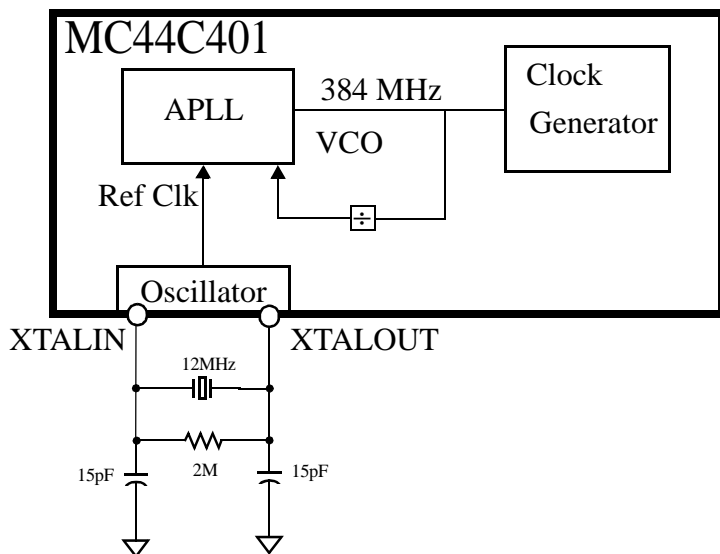 MC44C401
APLL
384 MHz
VCO
Clock
Generator
Ref Clk
÷
Oscillator
XTALIN
XTALOUT
12MHz
2M
15pF
15pF